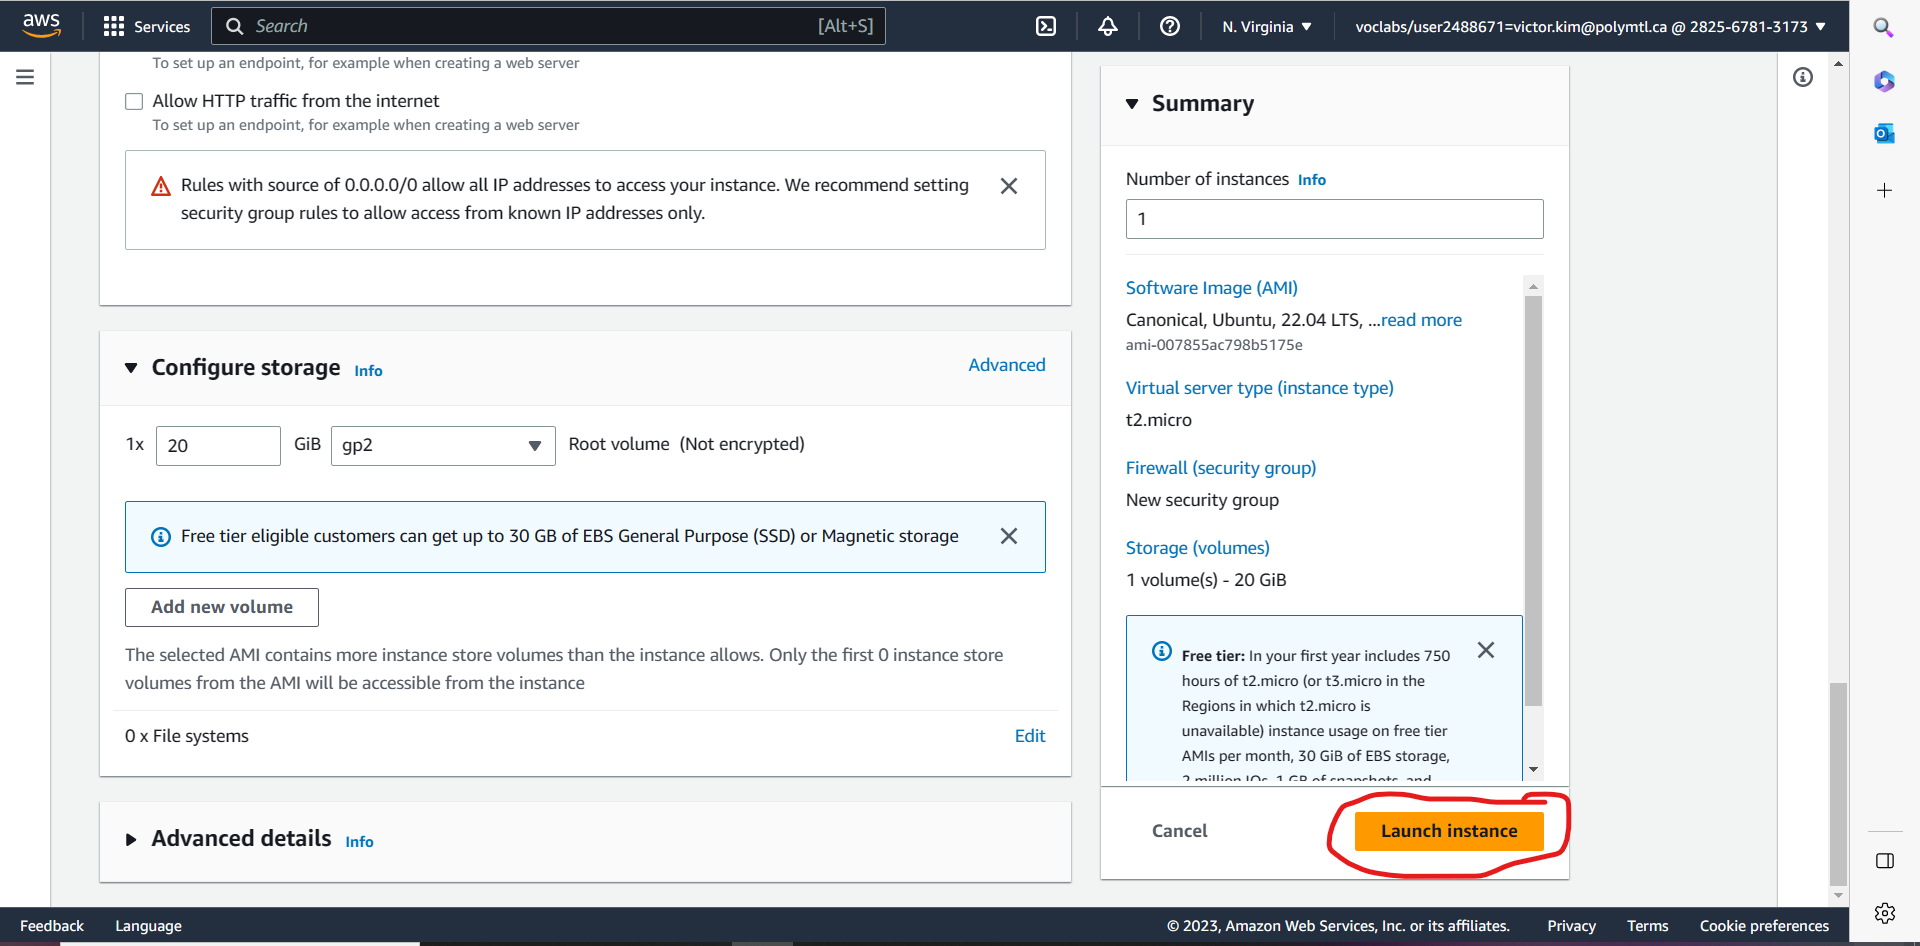 aws
Services
Search
[Alt+S]
N. Virginia
voclabs/user2488671=victor.kim@polymtl.ca @ 2825-6781-3173
To set up an endpoint, for example when creating a web server
Allow HTTP traffic from the internet
To set up an endpoint, for example when creating a web server
Rules with source of 0.0.0.0/0 allow all IP addresses to access your instance. We recommend setting
security group rules to allow access from known IP addresses only.
Configure storage Info
Advanced
1x 20 GiB gp2 Root volume (Not encrypted)
Free tier eligible customers can get up to 30 GB of EBS General Purpose (SSD) or Magnetic storage
Add new volume
The selected AMI contains more instance store volumes than the instance allows. Only the first 0 instance store
volumes from the AMI will be accessible from the instance
0 x File systems
Edit
Advanced details Info
Summary
Number of instances Info
1
Software Image (AMI)
Canonical, Ubuntu, 22.04 LTS, ...read more
ami-007855ac798b5175e
Virtual server type (instance type)
t2.micro
Firewall (security group)
New security group
Storage (volumes)
1 volume(s) - 20 GiB
Free tier: In your first year includes 750
hours of t2.micro (or t3.micro in the
Regions in which t2.micro is
unavailable) instance usage on free tier
AMIs per month, 30 GiB of EBS storage,
2 million IOs, 1 GB of snapshots, and
Cancel
Launch instance
Feedback
Language
© 2023, Amazon Web Services, Inc. or its affiliates.
Privacy
Terms
Cookie preferences